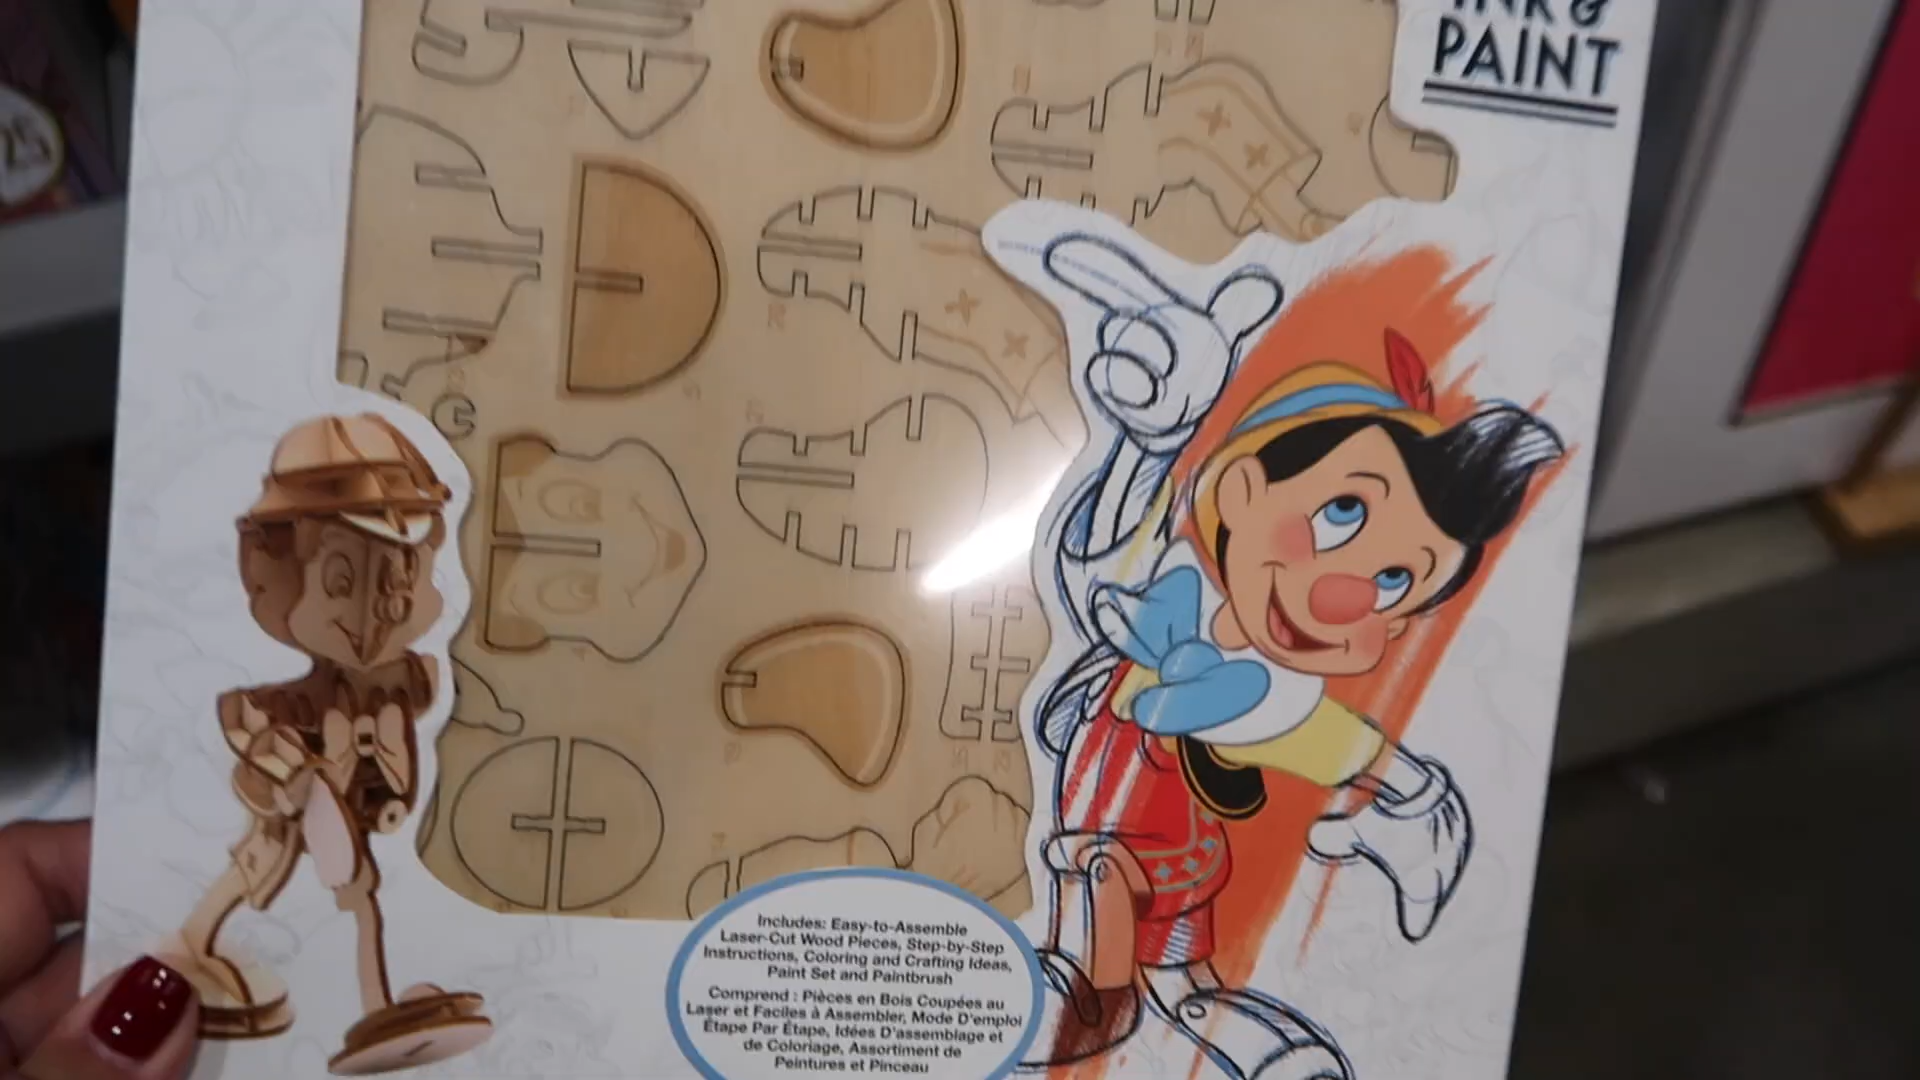 INK &
PAINT
25
Includes: Easy-to-Assemble
Laser-Cut Wood Pieces, Step-by-Step
Instructions, Coloring and Crafting Ideas,
Paint Set and Paintbrush
Comprend : Pièces en Bois Coupées au
Laser et Faciles à Assembler, Mode D'emploi
Étape Par Étape, Idées D'assemblage et
de Coloriage, Assortiment de
Peintures et Pinceau